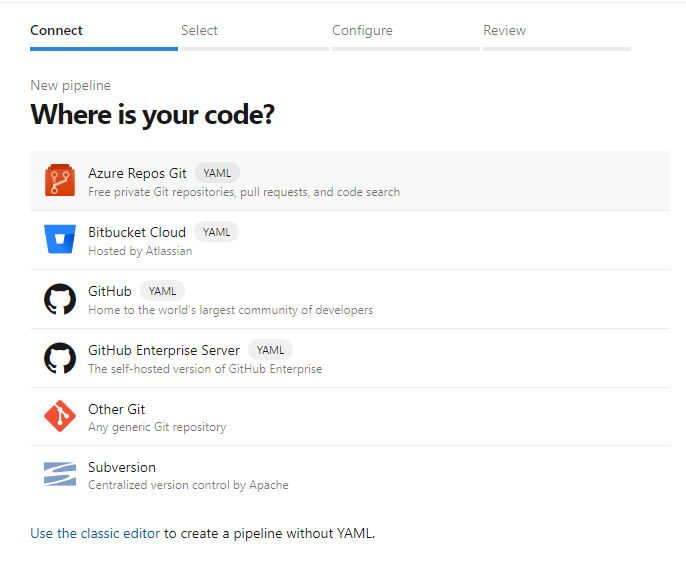 Connect Select Configure Review
New pipeline
Where is your code?
Azure Repos Git YAML
Free private Git repositories, pull requests, and code search
Bitbucket Cloud YAML
Hosted by Atlassian
GitHub YAML
Home to the world's largest community of developers
GitHub Enterprise Server YAML
The self-hosted version of GitHub Enterprise
Other Git
Any generic Git repository
Subversion
Centralized version control by Apache
Use the classic editor to create a pipeline without YAML.